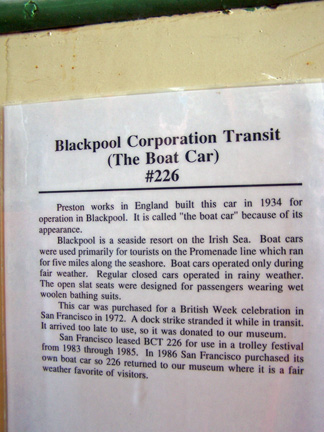 Blackpool Corporation Transit
(The Boat Car)
#226
Preston works in England built this car in 1934 for
operation in Blackpool. It is called "the boat car" because of its
appearance.
Blackpool is a seaside resort on the Irish Sea. Boat cars
were used primarily for tourists on the Promenade line which ran
for five miles along the seashore. Boat cars operated only during
fair weather. Regular closed cars operated in rainy weather.
The open slat seats were designed for passengers wearing wet
woolen bathing suits.
This car was purchased for a British Week celebration in
San Francisco in 1972. A dock strike stranded it while in transit.
It arrived too late to use, so it was donated to our museum.
San Francisco leased BCT 226 for use in a trolley festival
from 1983 through 1985. In 1986 San Francisco purchased its
own boat car so 226 returned to our museum where it is a fair
weather favorite of visitors.